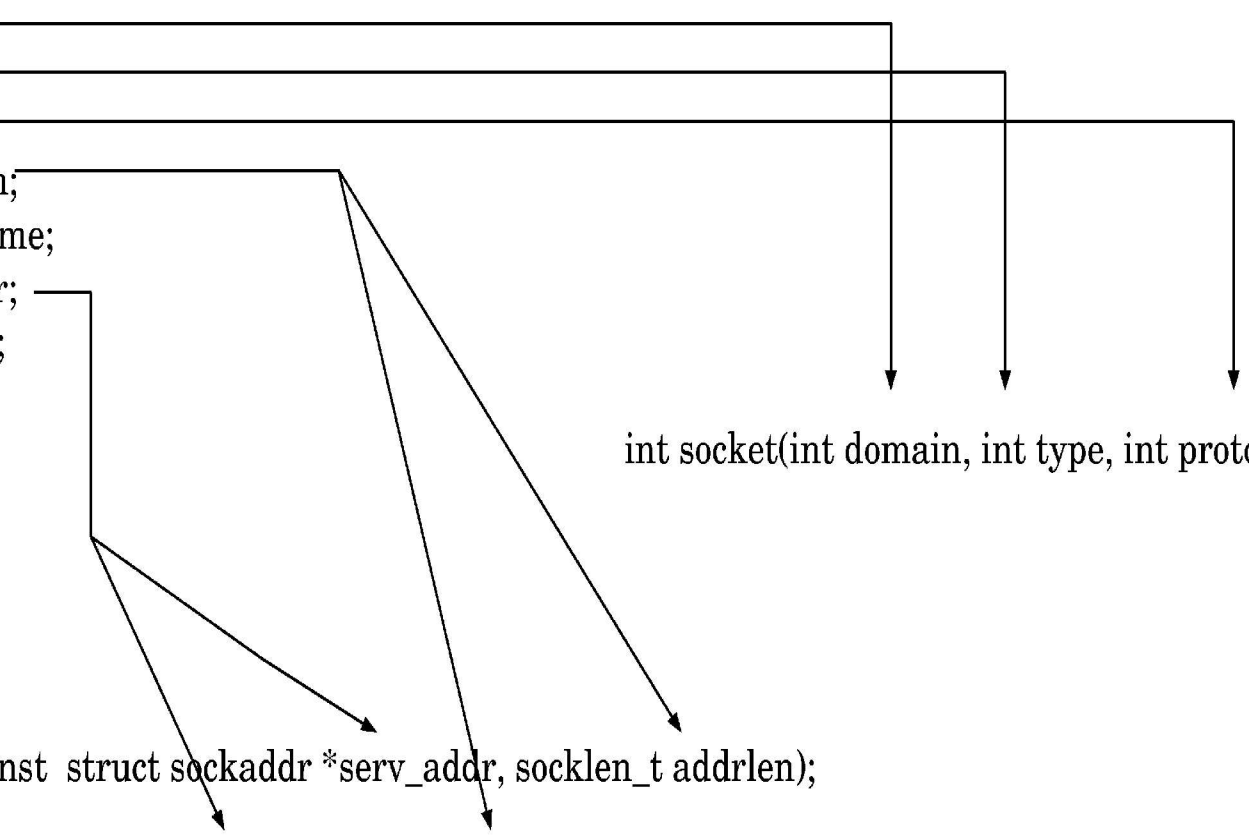 n;
me;
r;
;
int socket(int domain, int type, int proto
nst struct sockaddr *serv_addr, socklen_t addrlen);